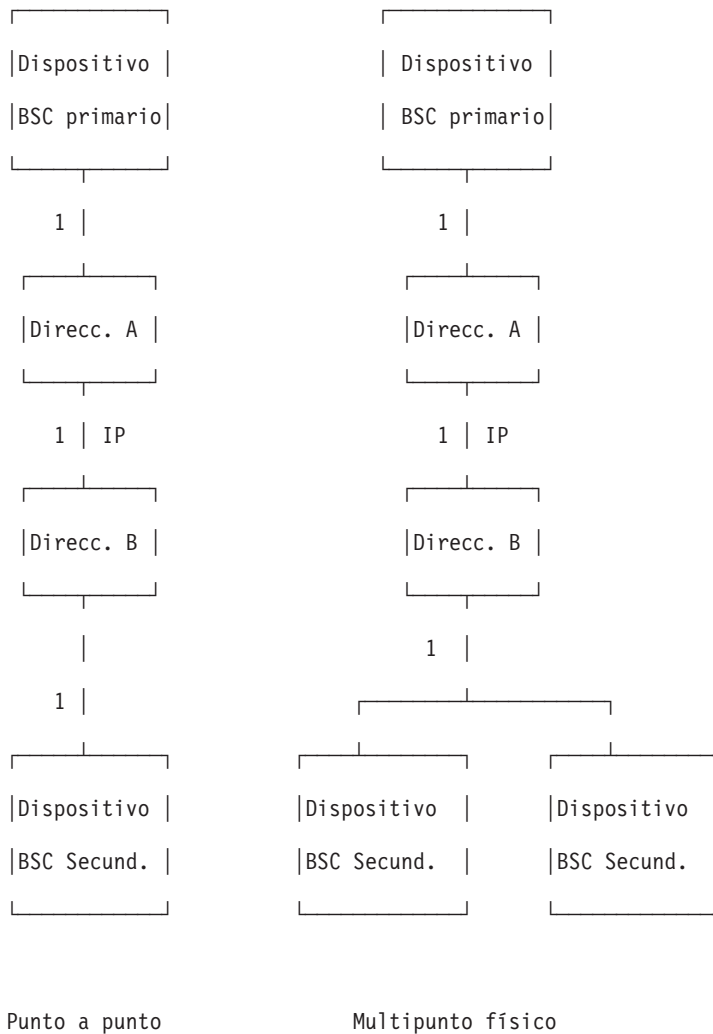 Dispositivo Dispositivo
BSC primario BSC primario
1 1
Direcc. A Direcc. A
1 IP 1 IP
Direcc. B Direcc. B
1
1
Dispositivo Dispositivo Dispositivo
BSC Secund. BSC Secund. BSC Secund.
Punto a punto Multipunto físico